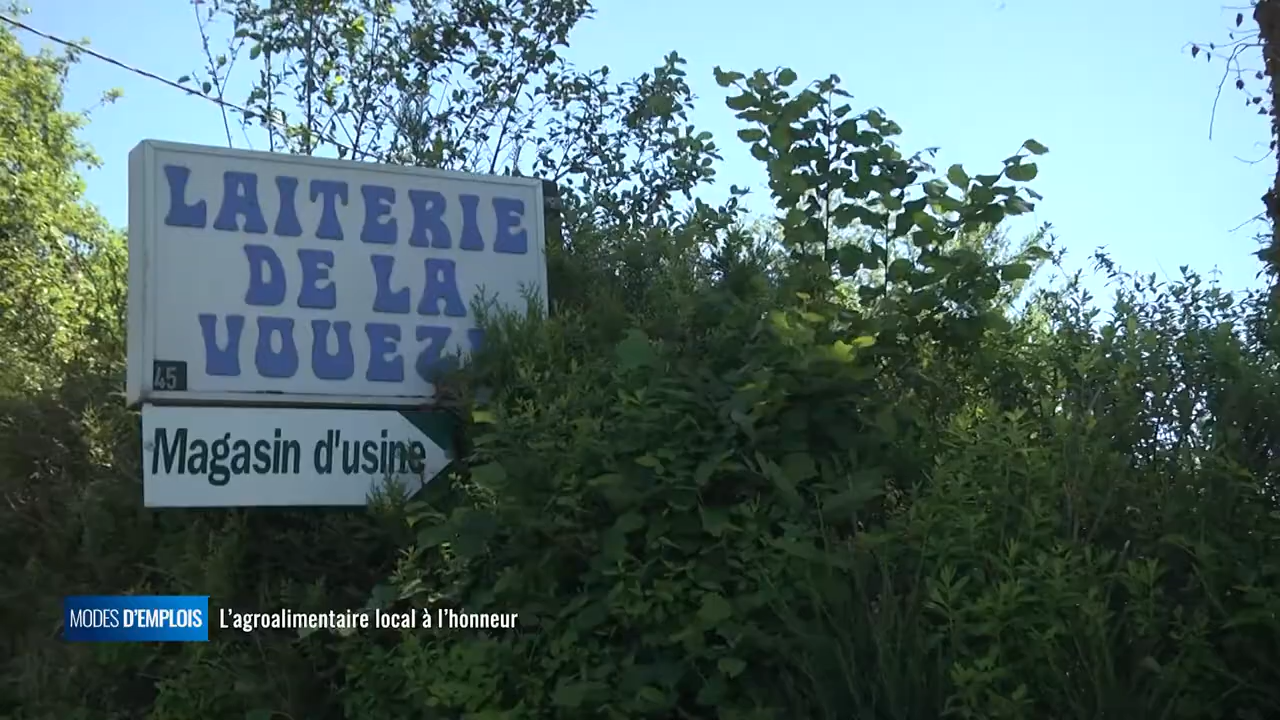 LAITERIE
DE LA
45
Magasin d'usine
MODES D'EMPLOIS
L'agroalimentaire local à l'honneur